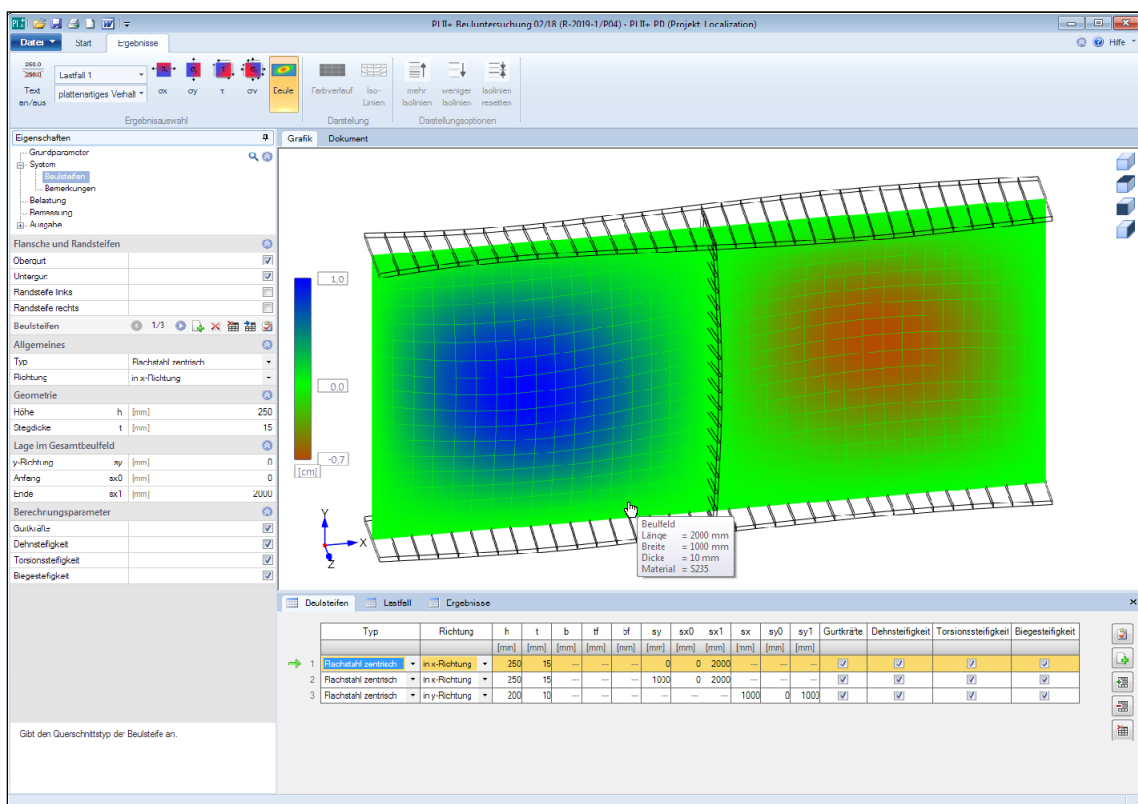 PLII+ Beuluntersuchung 02/18 (R-2019-1/P04) - PLII+ PD (Projekt: Localization)
Datei Start Ergebnisse Hilfe
Text an/aus
Lastfall 1
plattenartiges Verhalt
σx σy τ σv Beule
Ergebnisauswahl
Farbverlauf Iso-Linien
Darstellung
mehr Isolinien weniger Isolinien Isolinien resetten
Darstellungsoptionen
Eigenschaften
Grundparameter
System
Beulsteifen
Bemerkungen
Belastung
Bemessung
Ausgabe
Flansche und Randsteifen
Obergurt
Untergurt
Randsteife links
Randsteife rechts
Beulsteifen 1/3
Allgemeines
Typ Flachstahl zentrisch
Richtung in x-Richtung
Geometrie
Höhe h [mm] 250
Stegdicke t [mm] 15
Lage im Gesamtbeulfeld
y-Richtung sy [mm] 0
Anfang sx0 [mm] 0
Ende sx1 [mm] 2000
Berechnungsparameter
Gurtkräfte
Dehnsteifigkeit
Torsionssteifigkeit
Biegesteifigkeit
Gibt den Querschnittstyp der Beulsteife an.
Grafik Dokument
1,0
0,0
-0,7
[cm]
Y
X
Z
Beulfeld
Länge = 2000 mm
Breite = 1000 mm
Dicke = 10 mm
Material = S235
Beulsteifen Lastfall Ergebnisse
Typ Richtung h t b tf bf sy sx0 sx1 sx sy0 sy1 Gurtkräfte Dehnsteifigkeit Torsionssteifigkeit Biegesteifigkeit
[mm] [mm] [mm] [mm] [mm] [mm] [mm] [mm] [mm] [mm] [mm]
1 Flachstahl zentrisch in x-Richtung 250 15 --- --- --- 0 0 2000 --- --- ---
2 Flachstahl zentrisch in x-Richtung 250 15 --- --- --- 1000 0 2000 --- --- ---
3 Flachstahl zentrisch in y-Richtung 200 10 --- --- --- --- --- --- 1000 0 1000